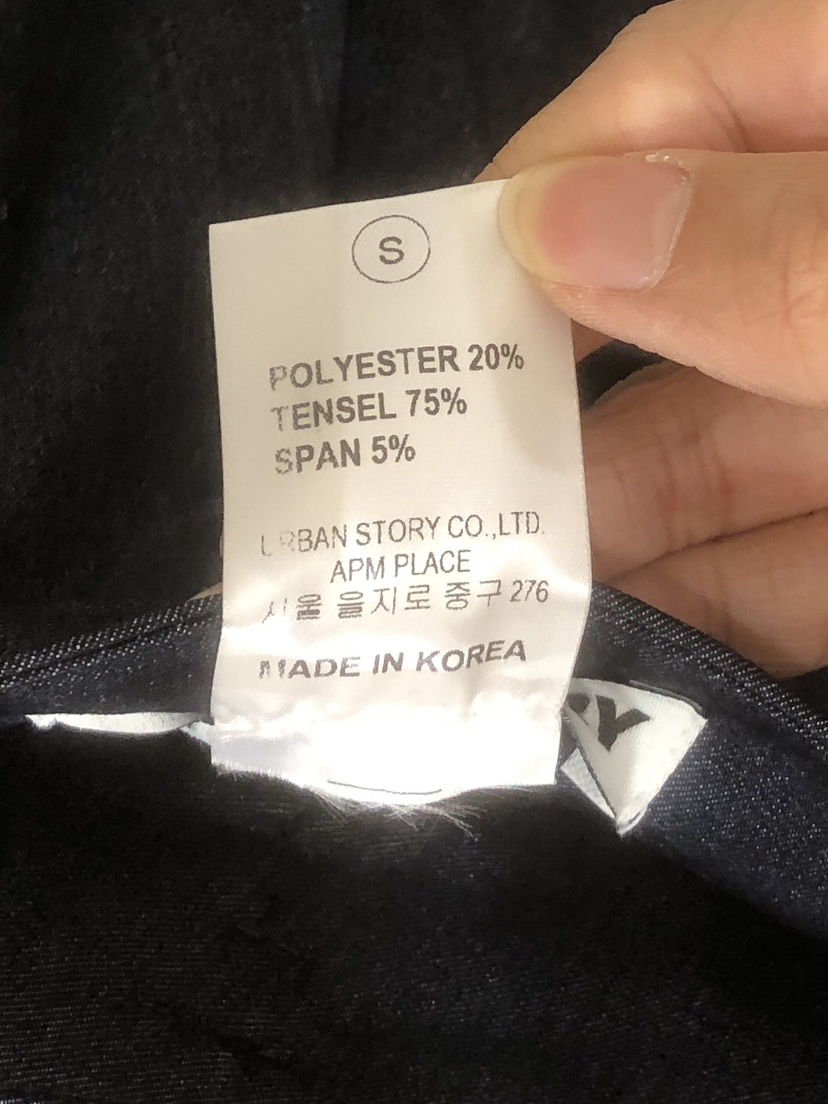 S
POLYESTER 20%
TENSEL 75%
SPAN 5%
URBAN STORY CO.,LTD.
APM PLACE
서울 을지로 중구 276
MADE IN KOREA